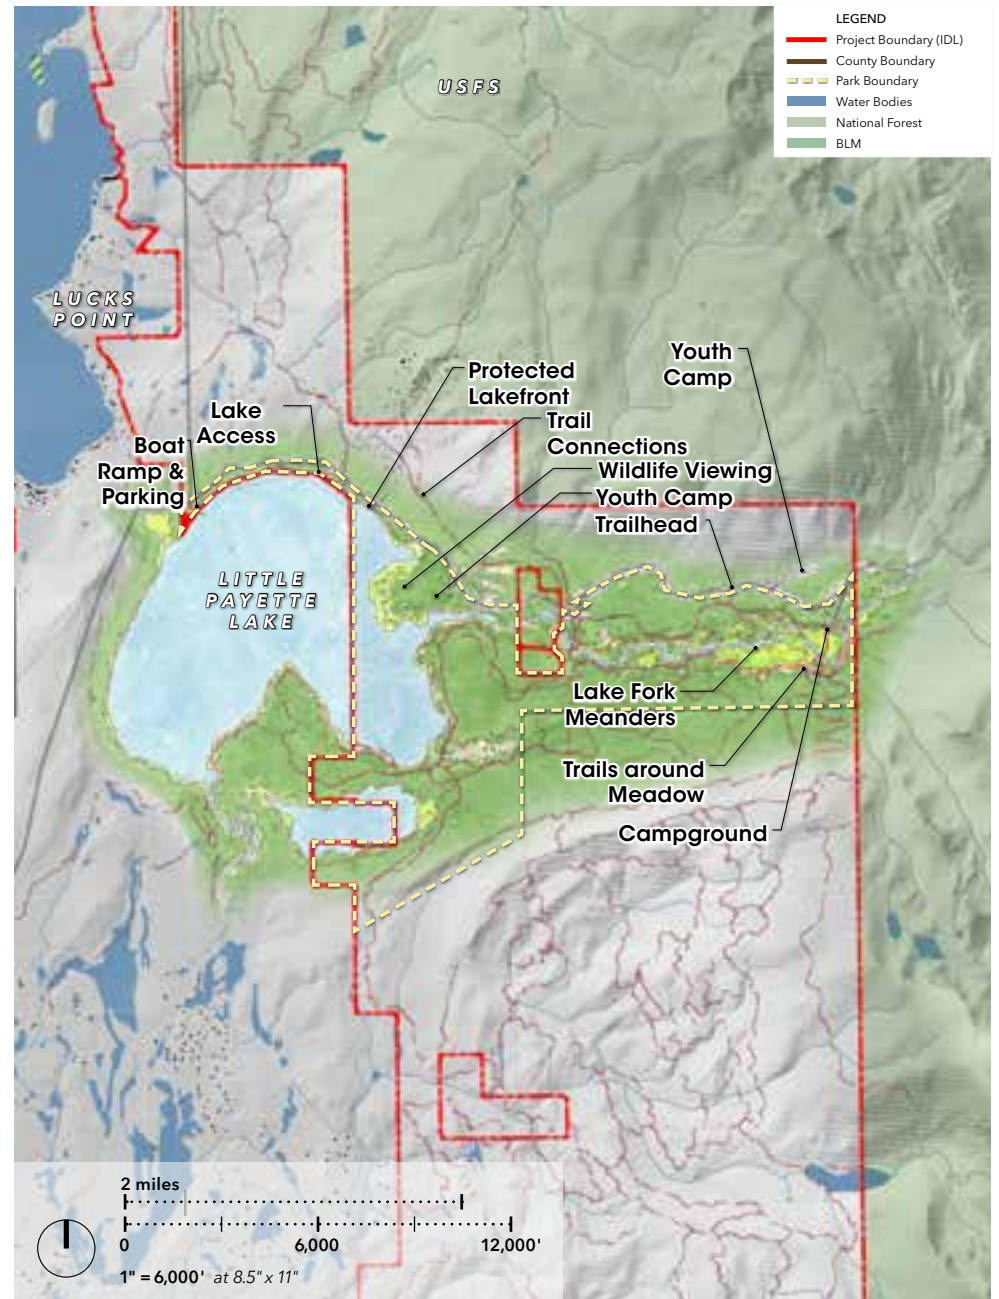 LEGEND
Project Boundary (IDL)
County Boundary
Park Boundary
Water Bodies
National Forest
BLM
USFS
LUCKS
POINT
Youth
Camp
Protected
Lakefront
Lake
Access
Trail
Connections
Boat
Ramp &
Parking
Wildlife Viewing
Youth Camp
Trailhead
LITTLE
PAYETTE
LAKE
Lake Fork
Meanders
Trails around
Meadow
Campground
2 miles
0 6,000 12,000'
1" = 6,000' at 8.5" x 11"